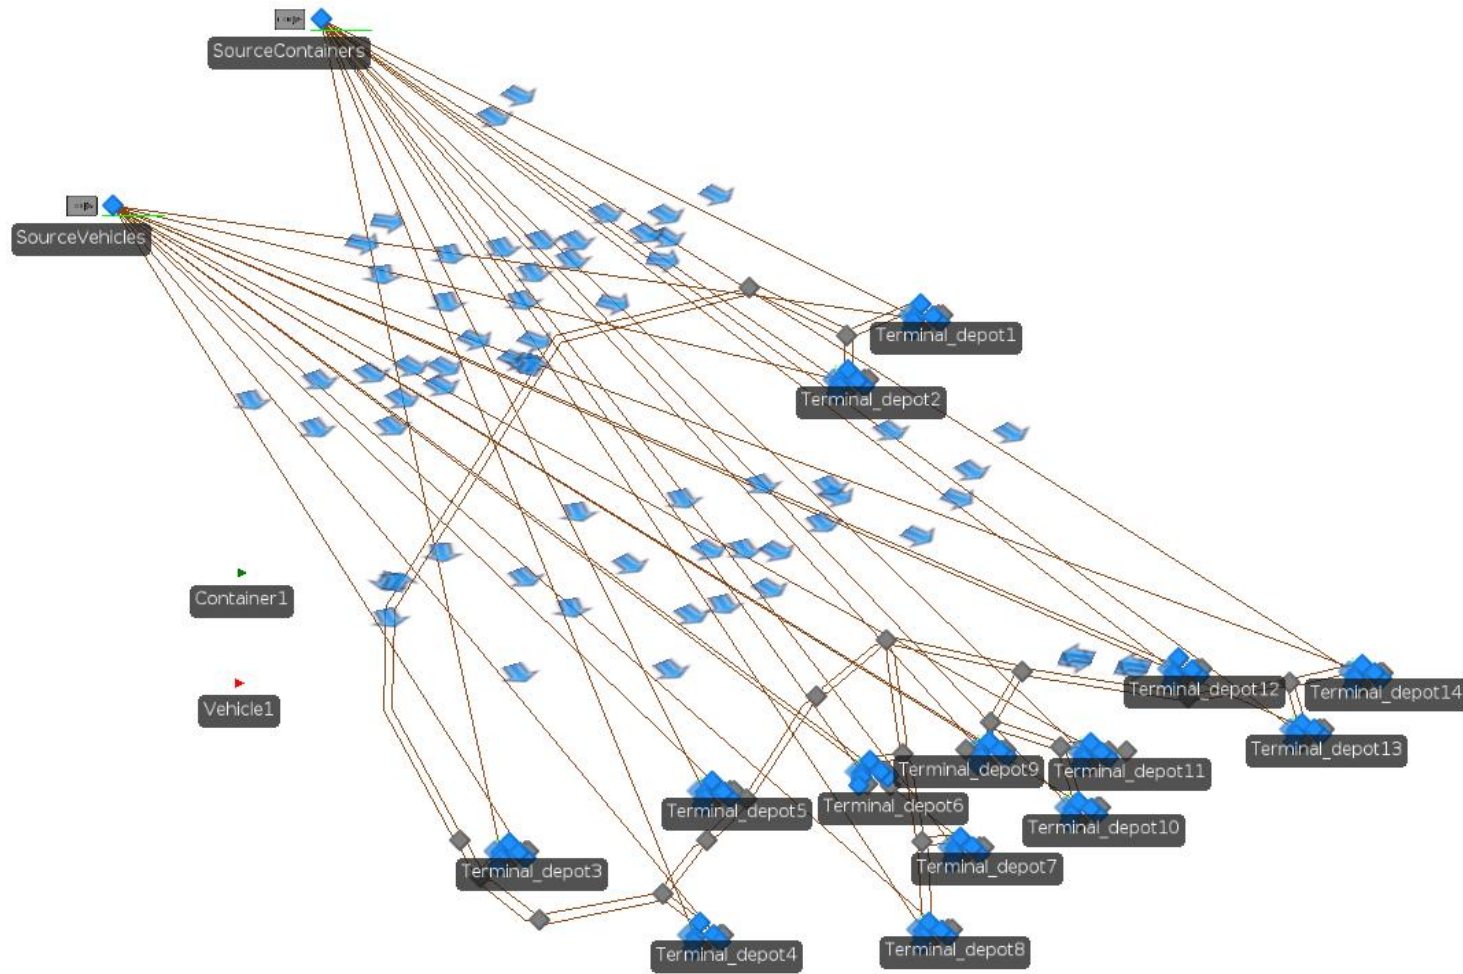 SourceContainers
SourceVehicles
Terminal_depot1
Terminal_depot2
Container1
Vehicle1
Terminal_depot12
Terminal_depot14
Terminal_depot13
Terminal_depot9
Terminal_depot11
Terminal_depot5
Terminal_depot6
Terminal_depot10
Terminal_depot3
Terminal_depot7
Terminal_depot4
Terminal_depot8